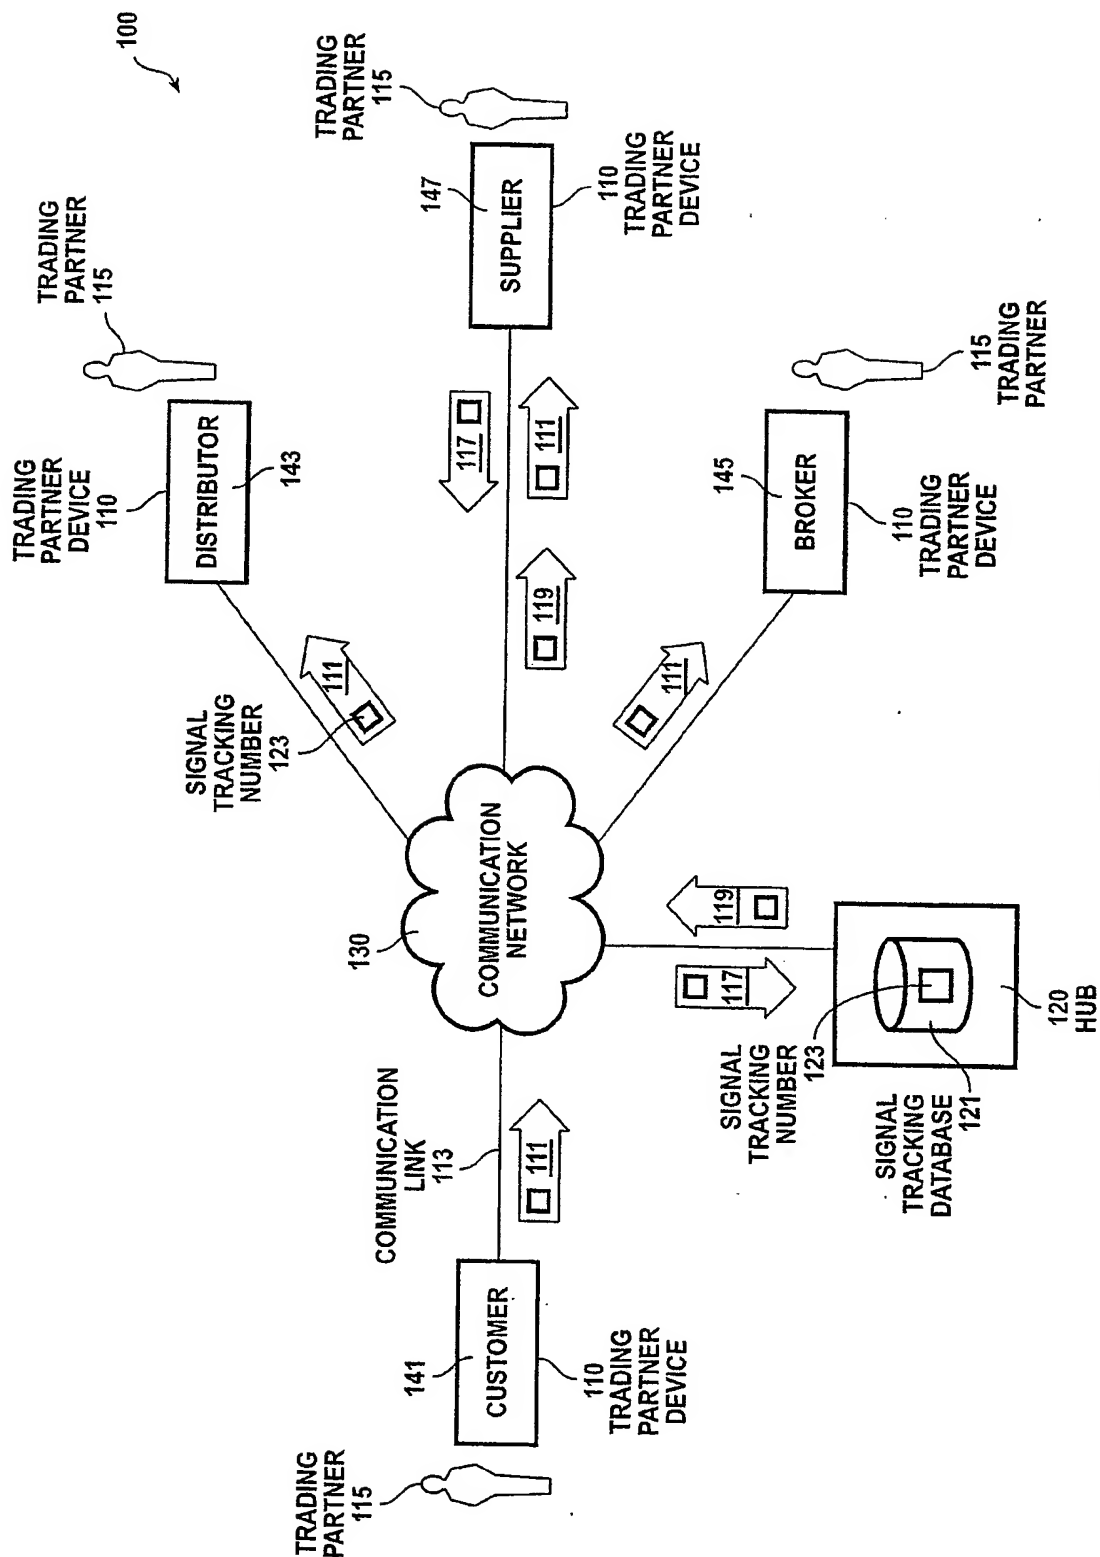 100
TRADING
PARTNER
115
TRADING
PARTNER
DEVICE
110
DISTRIBUTOR
143
TRADING
PARTNER
115
147
SUPPLIER
110
TRADING
PARTNER
DEVICE
SIGNAL
TRACKING
NUMBER
123
111
117
111
119
111
145
BROKER
115
TRADING
PARTNER
110
TRADING
PARTNER
DEVICE
130
COMMUNICATION
NETWORK
COMMUNICATION
LINK
113
111
TRADING
PARTNER
115
141
CUSTOMER
110
TRADING
PARTNER
DEVICE
117
119
SIGNAL
TRACKING
NUMBER
123
SIGNAL
TRACKING
DATABASE
121
120
HUB